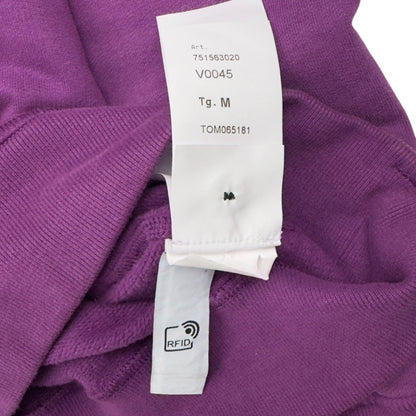 Art.
751563020
V0045
Tg. M
TOM065181
M
RFID